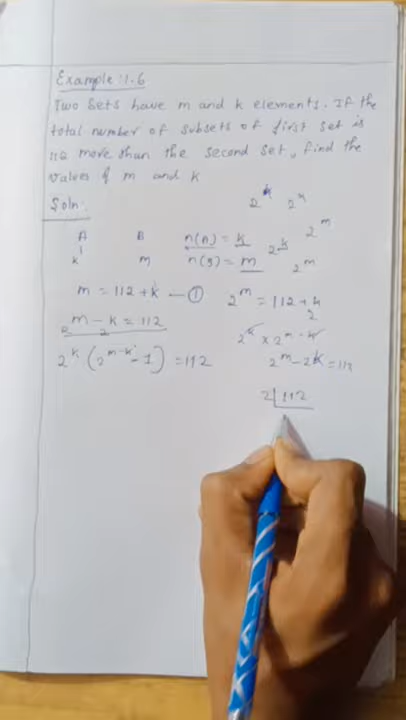 Example:1.6
Two Sets have m and k elements. If the
total number of subsets of first set is
112 more than the second set, find the
values of m and k
Soln:
2^k 2^k
2^m
A B n(A) = k 2^k
k m n(B) = m 2^m
m = 112 + k — ① 2^m = 112 + k
2
m - k = 112
2 2
2^k × 2^m-k
2^k (2^m-k - 1) = 112
2^m - 2^k = 112
2 112